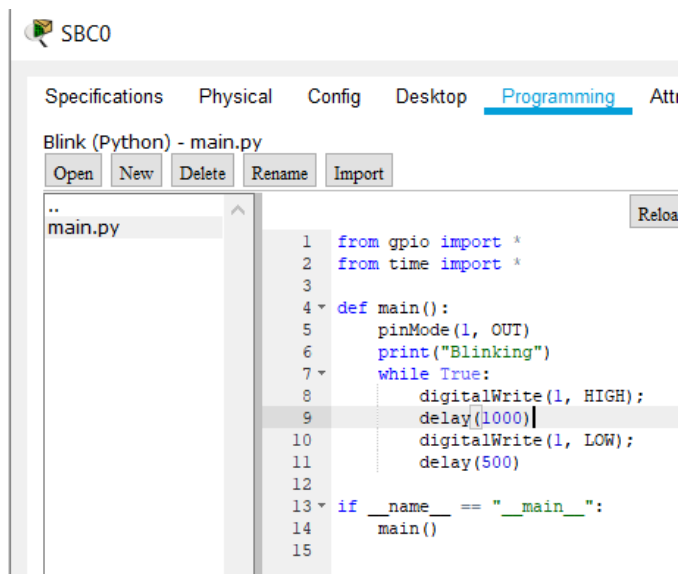 SBC0
Specifications Physical Config Desktop Programming Attr
Blink (Python) - main.py
Open New Delete Rename Import
..
main.py
Reloa
1 from gpio import *
2 from time import *
3
4 def main():
5     pinMode(1, OUT)
6     print("Blinking")
7     while True:
8         digitalWrite(1, HIGH);
9         delay(1000)
10         digitalWrite(1, LOW);
11         delay(500)
12
13 if __name__ == "__main__":
14     main()
15